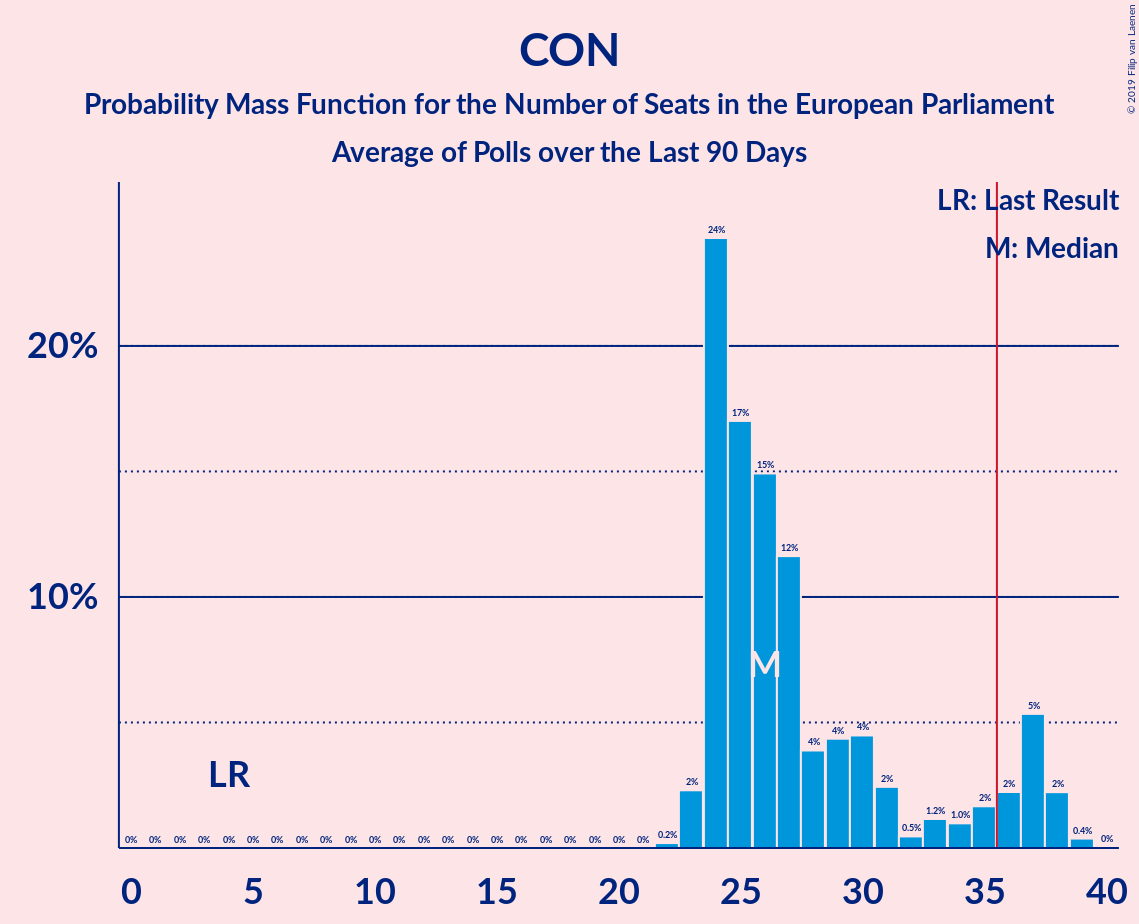 CON
Probability Mass Function for the Number of Seats in the European Parliament
Average of Polls over the Last 90 Days
© 2019 Filip van Laenen
LR: Last Result
M: Median
20%
10%
24%
17%
15%
12%
M
LR
0% 0% 0% 0% 0% 0% 0% 0% 0% 0% 0% 0% 0% 0% 0% 0% 0% 0% 0% 0% 0% 0% 0.2% 2% 4% 4% 4% 2% 0.5% 1.2% 1.0% 2% 2% 5% 2% 0.4% 0%
0 5 10 15 20 25 30 35 40